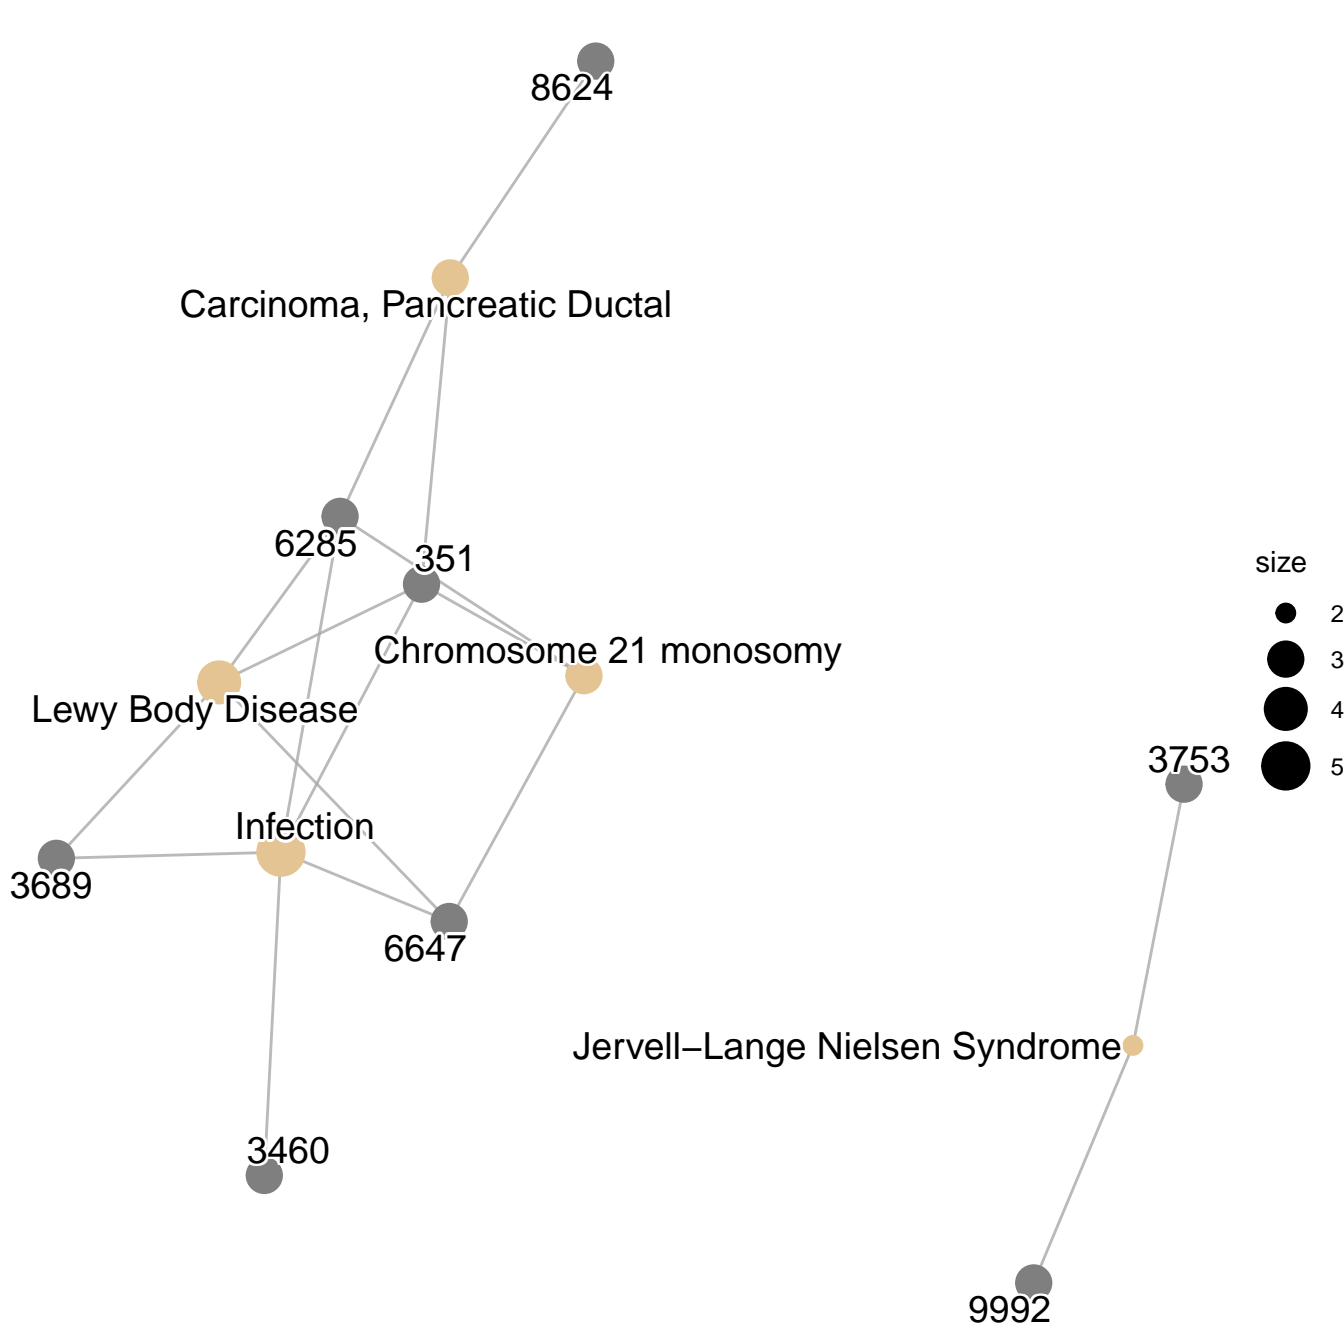 8624
Carcinoma, Pancreatic Ductal
6285
351
size
2
Chromosome 21 monosomy
3
Lewy Body Disease
4
3753
5
Infection
3689
6647
Jervell−Lange Nielsen Syndrome
3460
9992